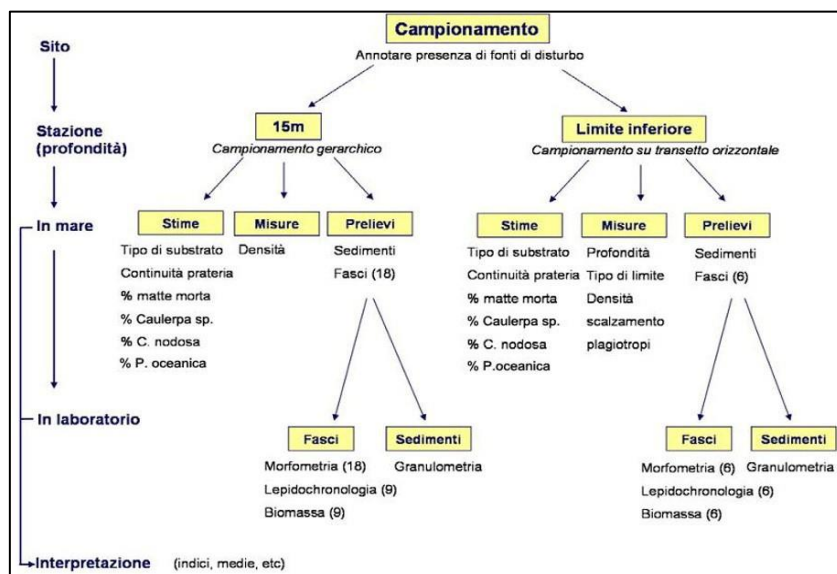 Campionamento
Annotare presenza di fonti di disturbo
Sito
Stazione
(profondità)
15m
Campionamento gerarchico
Limite inferiore
Campionamento su transetto orizzontale
In mare
Stime
Tipo di substrato
Continuità prateria
% matte morta
% Caulerpa sp.
% C. nodosa
% P. oceanica
Misure
Densità
Prelievi
Sedimenti
Fasci (18)
Stime
Tipo di substrato
Continuità prateria
% matte morta
% Caulerpa sp.
% C. nodosa
% P.oceanica
Misure
Profondità
Tipo di limite
Densità
scalzamento
plagiotropi
Prelievi
Sedimenti
Fasci (6)
In laboratorio
Fasci
Morfometria (18)
Lepidochronologia (9)
Biomassa (9)
Sedimenti
Granulometria
Fasci
Morfometria (6)
Lepidochronologia (6)
Biomassa (6)
Sedimenti
Granulometria
Interpretazione (indici, medie, etc)